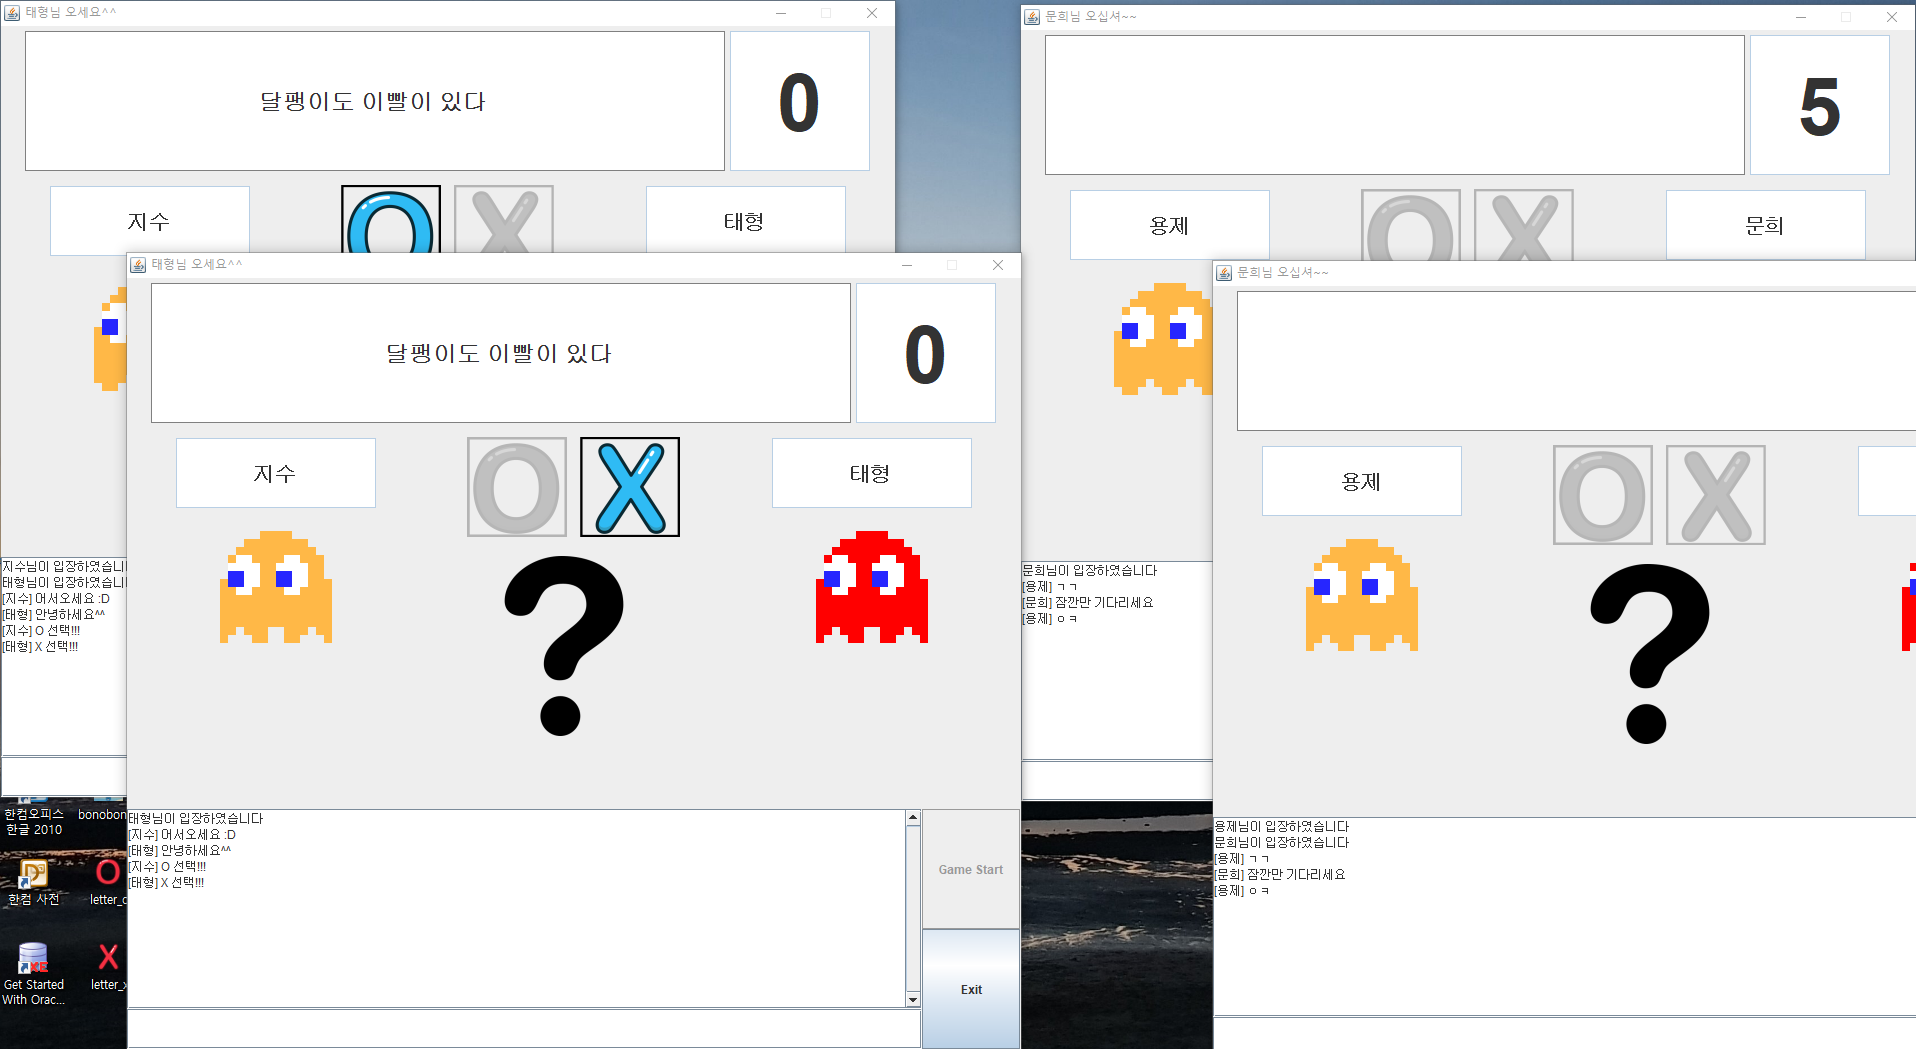 태형님 오세요^^
달팽이도 이빨이 있다
0
지수
O X
태형
지수님이 입장하였습니
태형님이 입장하였습니
[지수] 어서오세요 :D
[태형] 안녕하세요^^
[지수] O 선택!!!
[태형] X 선택!!!
태형님 오세요^^
달팽이도 이빨이 있다
0
지수
O X
태형
?
태형님이 입장하였습니다
[지수] 어서오세요 :D
[태형] 안녕하세요^^
[지수] O 선택!!!
[태형] X 선택!!!
Game Start
Exit
문희님 오십셔~~
5
용제
O X
문희
문희님이 입장하였습니다
[용제] ㄱㄱ
[문희] 잠깐만 기다리세요
[용제] ㅇㅋ
문희님 오십셔~~
용제
O X
?
용제님이 입장하였습니다
문희님이 입장하였습니다
[용제] ㄱㄱ
[문희] 잠깐만 기다리세요
[용제] ㅇㅋ
한컴오피스
한글 2010
bonobon
한컴 사전
letter_
Get Started
With Orac...
letter_x